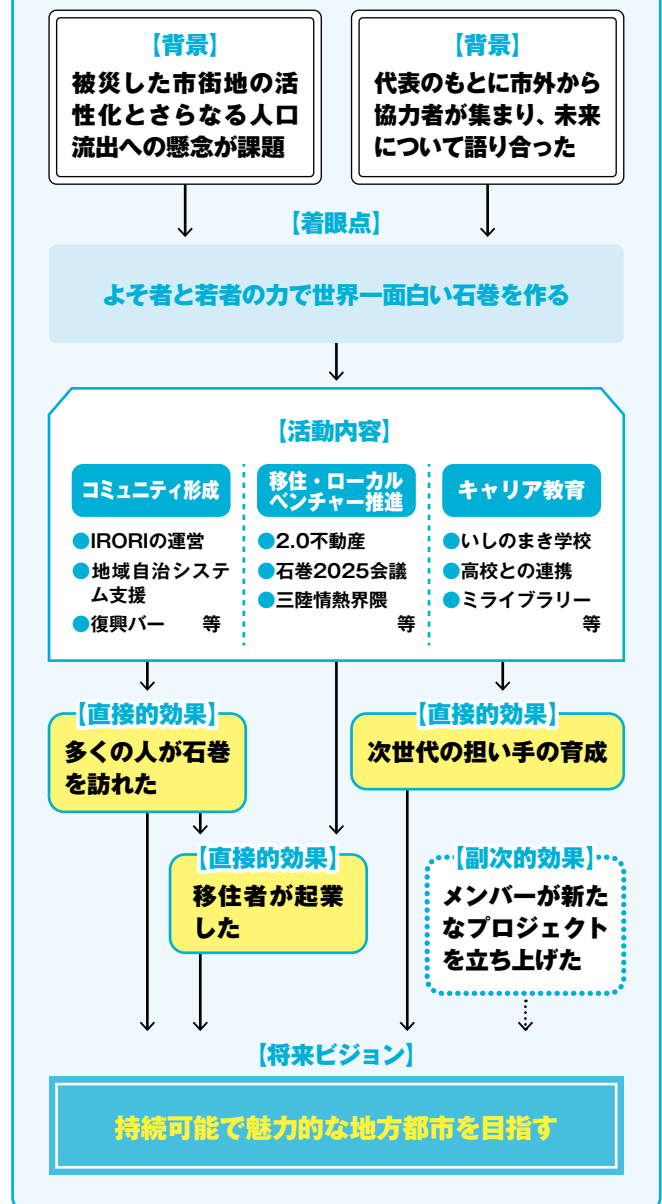 【背景】
被災した市街地の活
性化とさらなる人口
流出への懸念が課題
【背景】
代表のもとに市外から
協力者が集まり、未来
について語り合った
【着眼点】
よそ者と若者の力で世界一面白い石巻を作る
【活動内容】
コミュニティ形成
●IRORIの運営
●地域自治システ
ム支援
●復興バー 等
移住・ローカル
ベンチャー推進
●2.0不動産
●石巻2025会議
●三陸情熱界隈
等
キャリア教育
●いしのまき学校
●高校との連携
●ミライブラリー
等
【直接的効果】
多くの人が石巻
を訪れた
【直接的効果】
次世代の担い手の育成
【直接的効果】
移住者が起業
した
【副次的効果】
メンバーが新た
なプロジェクト
を立ち上げた
【将来ビジョン】
持続可能で魅力的な地方都市を目指す